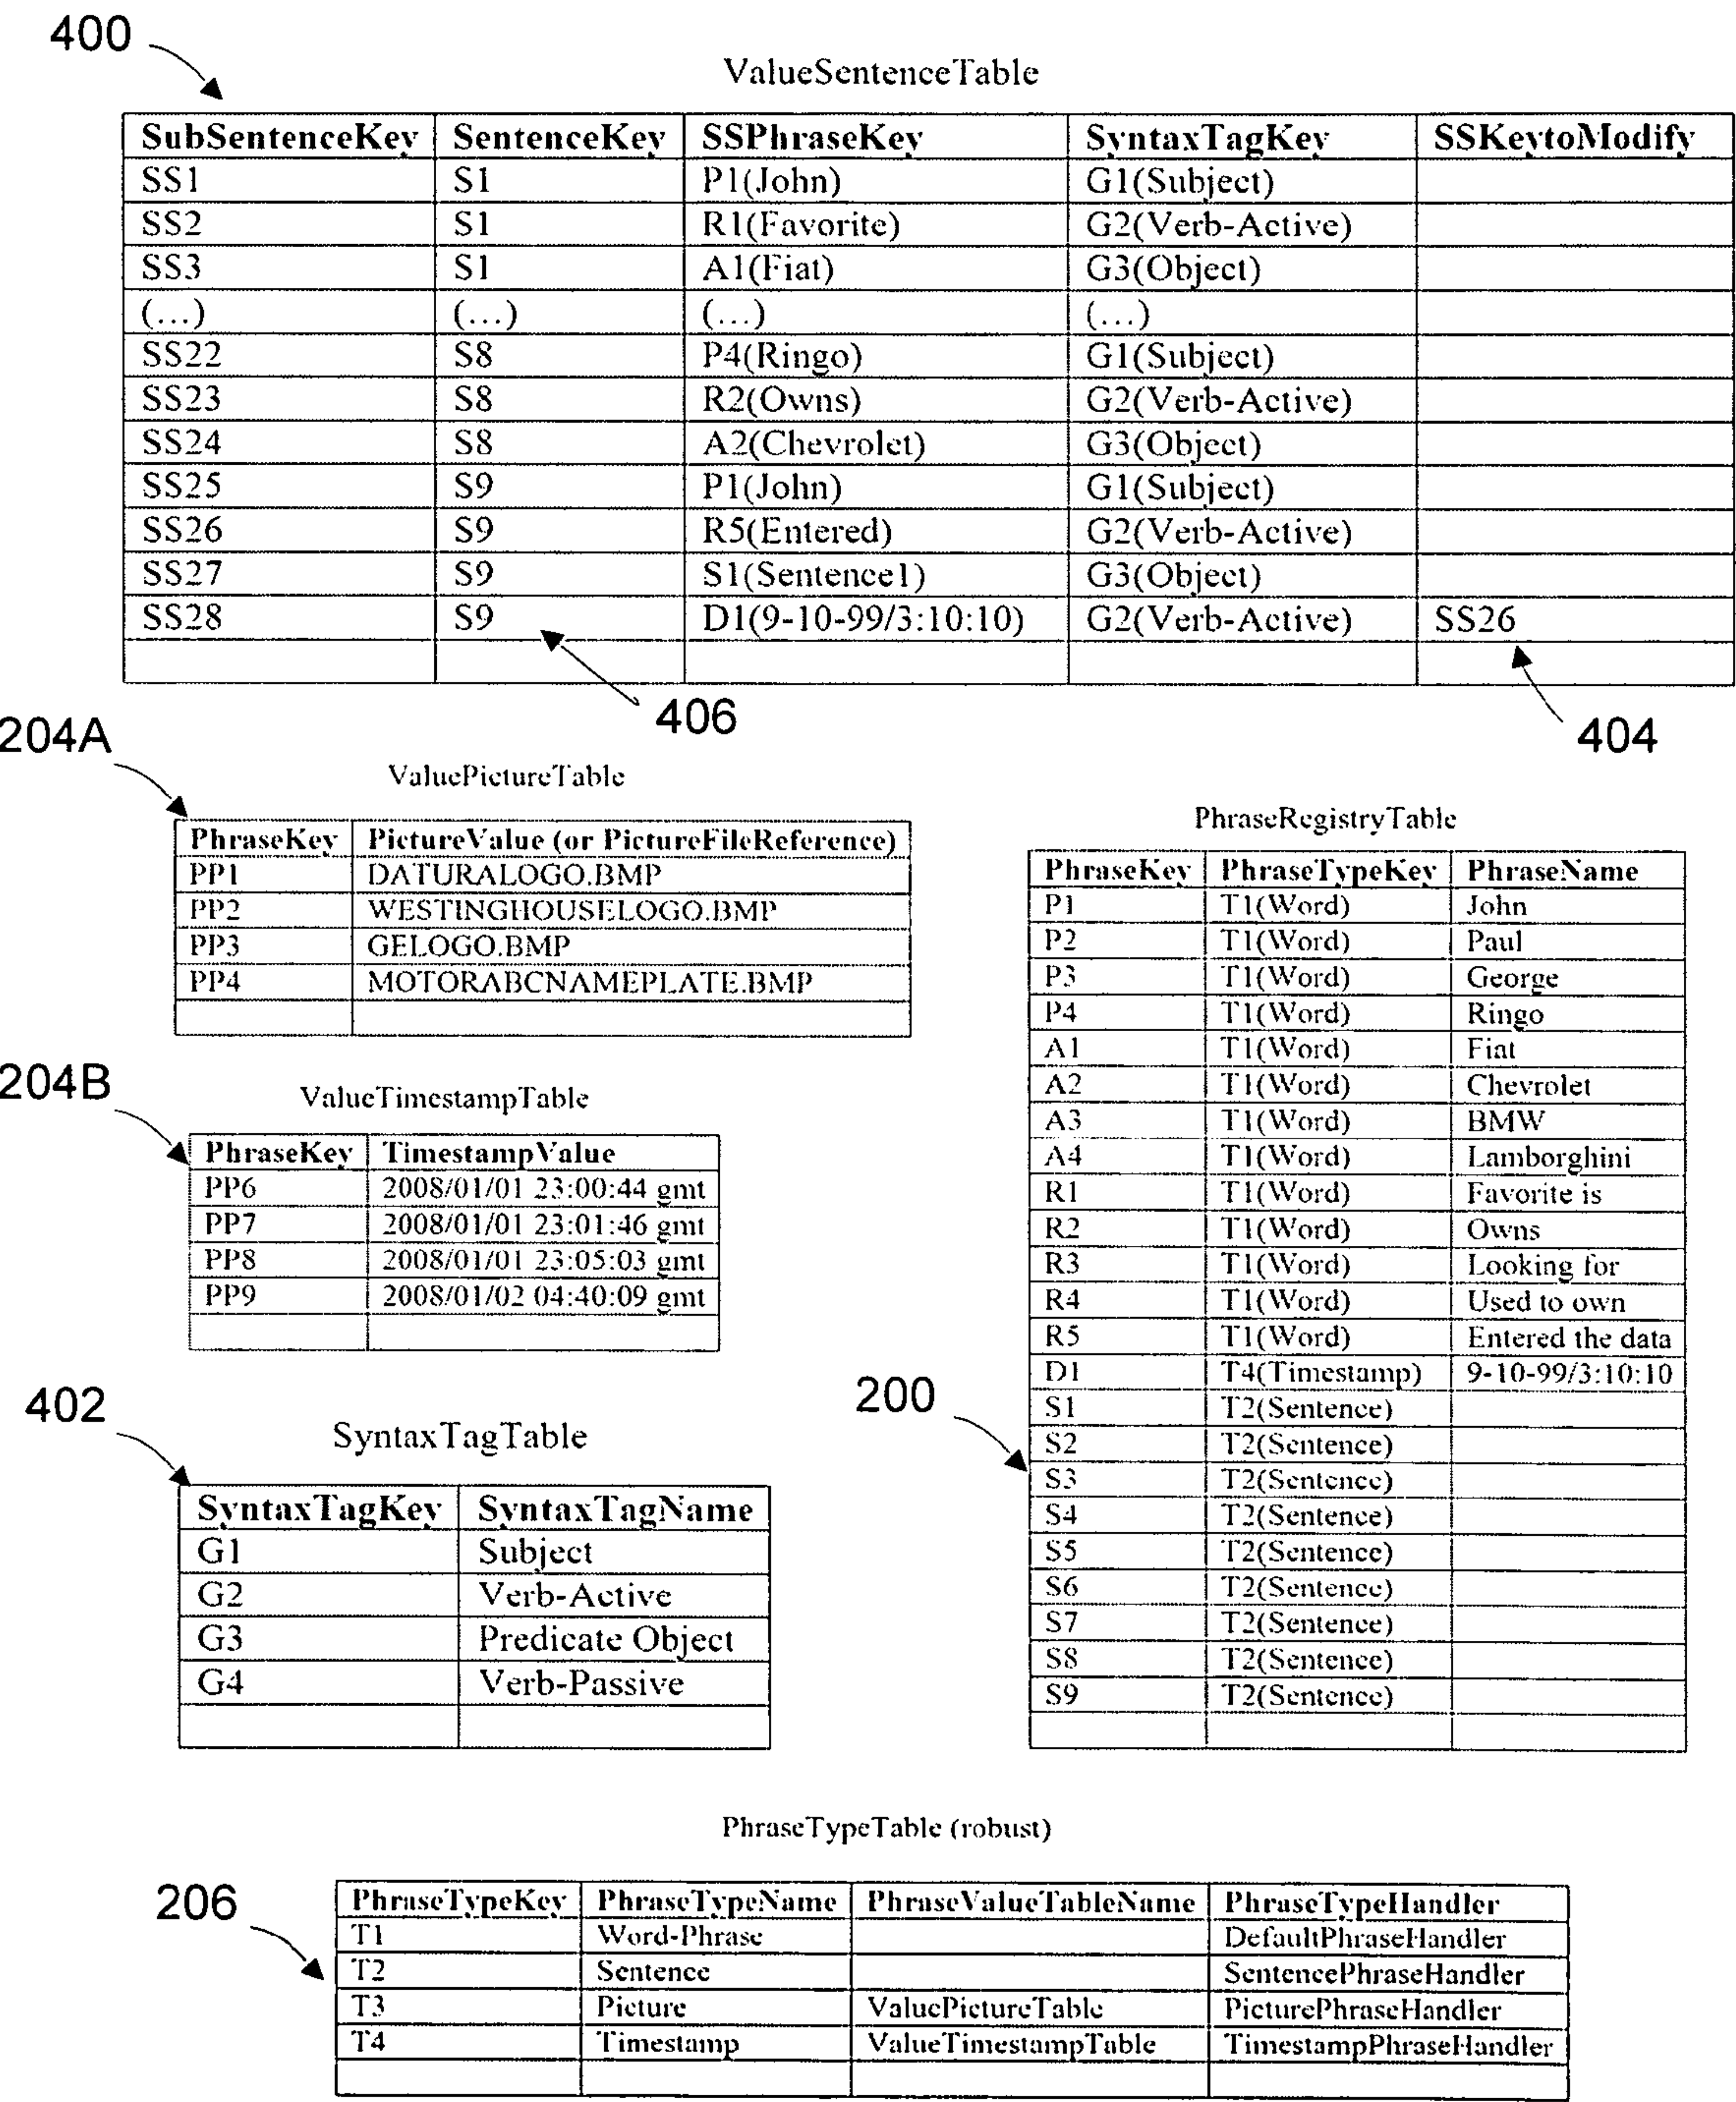 400
ValueSentenceTable
SubSentenceKey SentenceKey SSPhraseKey SyntaxTagKey SSKeytoModify
SS1 S1 P1(John) G1(Subject)
SS2 S1 R1(Favorite) G2(Verb-Active)
SS3 S1 A1(Fiat) G3(Object)
(...) (...) (...) (...)
SS22 S8 P4(Ringo) G1(Subject)
SS23 S8 R2(Owns) G2(Verb-Active)
SS24 S8 A2(Chevrolet) G3(Object)
SS25 S9 P1(John) G1(Subject)
SS26 S9 R5(Entered) G2(Verb-Active)
SS27 S9 S1(Sentence1) G3(Object)
SS28 S9 D1(9-10-99/3:10:10) G2(Verb-Active) SS26
406
404
204A
ValuePictureTable
PhraseKey PictureValue (or PictureFileReference)
PP1 DATURALOGO.BMP
PP2 WESTINGHOUSELOGO.BMP
PP3 GELOGO.BMP
PP4 MOTORABCNAMEPLATE.BMP
204B
ValueTimestampTable
PhraseKey TimestampValue
PP6 2008/01/01 23:00:44 gmt
PP7 2008/01/01 23:01:46 gmt
PP8 2008/01/01 23:05:03 gmt
PP9 2008/01/02 04:40:09 gmt
402
SyntaxTagTable
SyntaxTagKey SyntaxTagName
G1 Subject
G2 Verb-Active
G3 Predicate Object
G4 Verb-Passive
PhraseRegistryTable
PhraseKey PhraseTypeKey PhraseName
P1 T1(Word) John
P2 T1(Word) Paul
P3 T1(Word) George
P4 T1(Word) Ringo
A1 T1(Word) Fiat
A2 T1(Word) Chevrolet
A3 T1(Word) BMW
A4 T1(Word) Lamborghini
R1 T1(Word) Favorite is
R2 T1(Word) Owns
R3 T1(Word) Looking for
R4 T1(Word) Used to own
R5 T1(Word) Entered the data
D1 T4(Timestamp) 9-10-99/3:10:10
200
S1 T2(Sentence)
S2 T2(Sentence)
S3 T2(Sentence)
S4 T2(Sentence)
S5 T2(Sentence)
S6 T2(Sentence)
S7 T2(Sentence)
S8 T2(Sentence)
S9 T2(Sentence)
PhraseTypeTable (robust)
206
PhraseTypeKey PhraseTypeName PhraseValueTableName PhraseTypeHandler
T1 Word-Phrase DefaultPhraseHandler
T2 Sentence SentencePhraseHandler
T3 Picture ValuePictureTable PicturePhraseHandler
T4 Timestamp ValueTimestampTable TimestampPhraseHandler